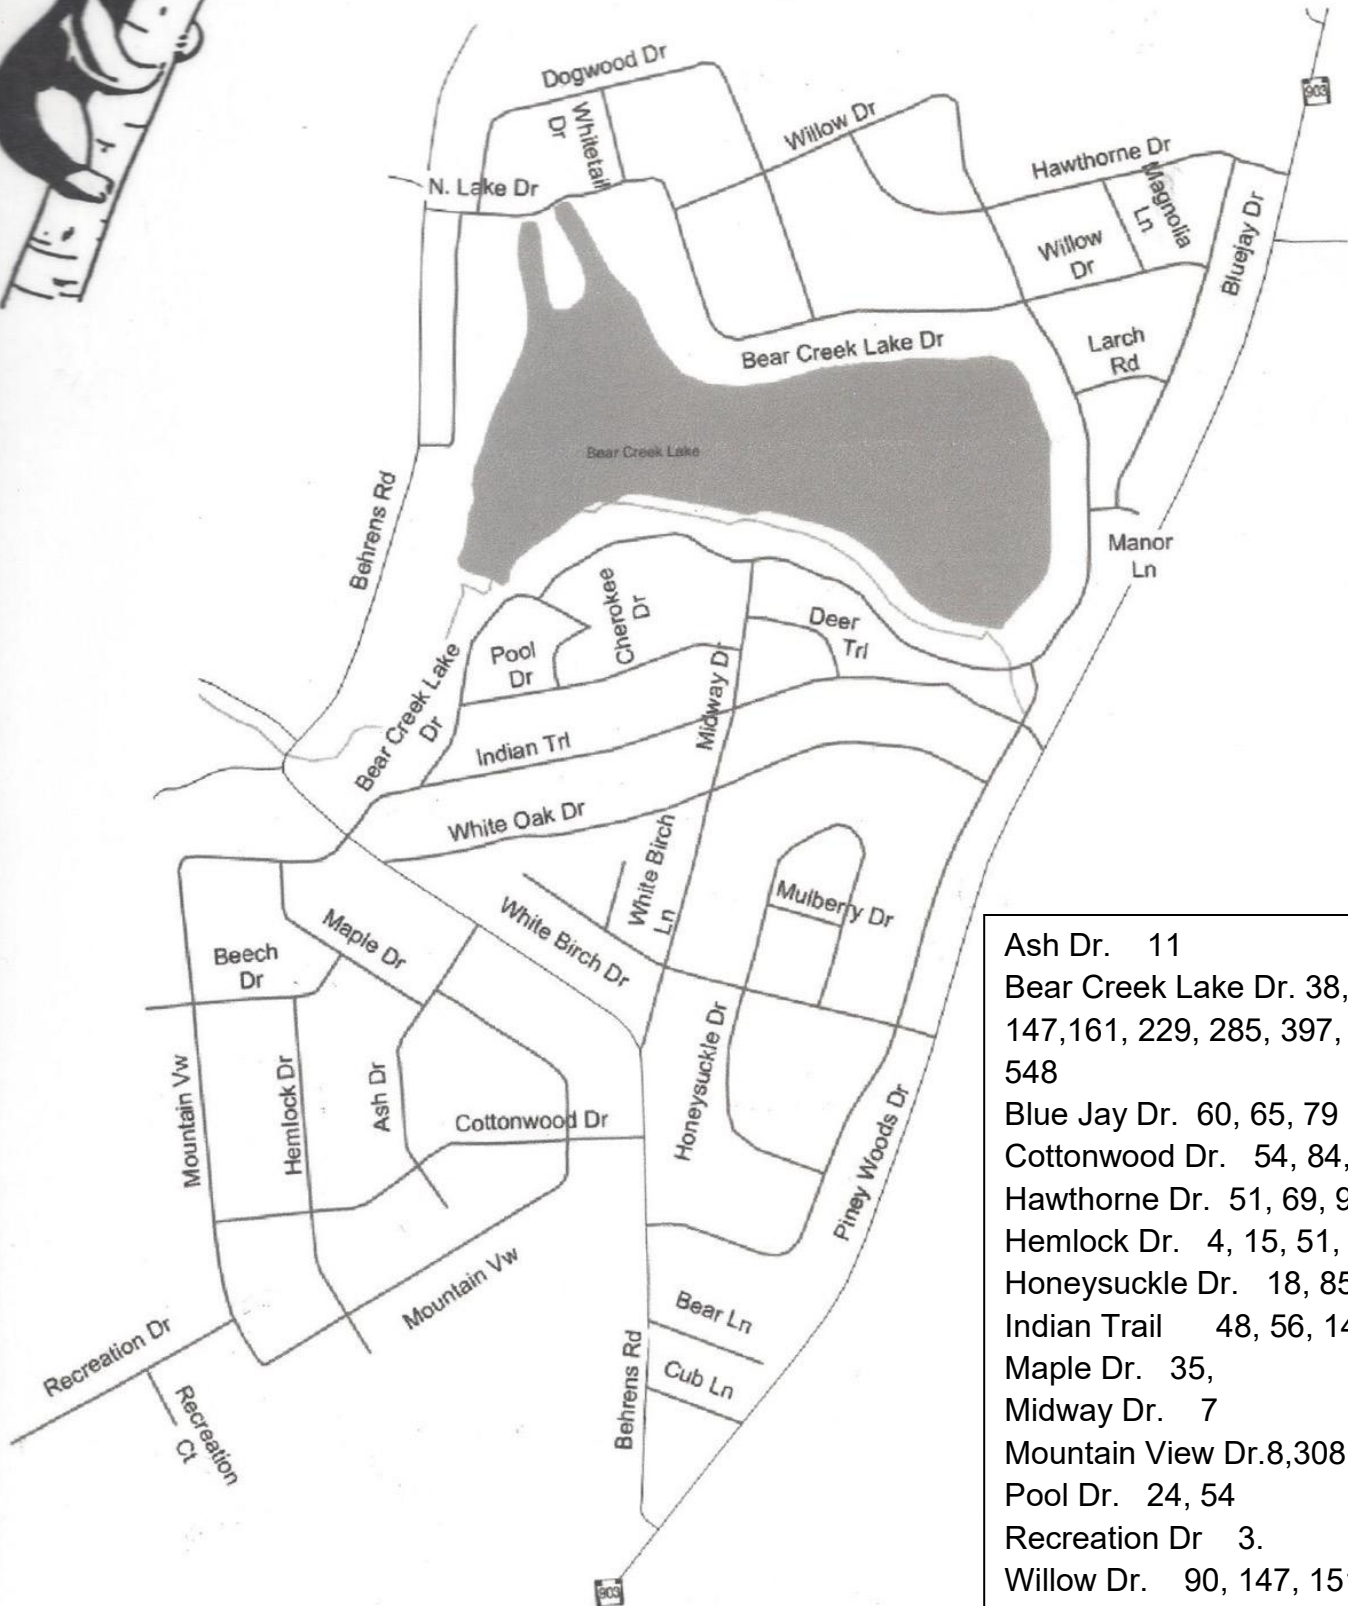 Dogwood Dr
Whitetail
Dr
Willow Dr
903
Hawthorne Dr
Magnolia
Ln
N. Lake Dr
Willow
Dr
Bluejay Dr
Bear Creek Lake Dr
Larch
Rd
Bear Creek Lake
Behrens Rd
Manor
Ln
Cherokee
Dr
Deer
Trl
Pool
Dr
Bear Creek Lake
Dr
Midway Dr
Indian Trl
White Oak Dr
White Birch
Ln
Mulberry Dr
White Birch Dr
Maple Dr
Beech
Dr
Mountain Vw
Hemlock Dr
Ash Dr
Cottonwood Dr
Honeysuckle Dr
Piney Woods Dr
Mountain Vw
Bear Ln
Cub Ln
Behrens Rd
Recreation Dr
Recreation
Ct
903
Ash Dr. 11
Bear Creek Lake Dr. 38,
147,161, 229, 285, 397,
548
Blue Jay Dr. 60, 65, 79
Cottonwood Dr. 54, 84,
Hawthorne Dr. 51, 69, 9
Hemlock Dr. 4, 15, 51,
Honeysuckle Dr. 18, 85
Indian Trail 48, 56, 14
Maple Dr. 35,
Midway Dr. 7
Mountain View Dr.8,308
Pool Dr. 24, 54
Recreation Dr 3.
Willow Dr. 90, 147, 15